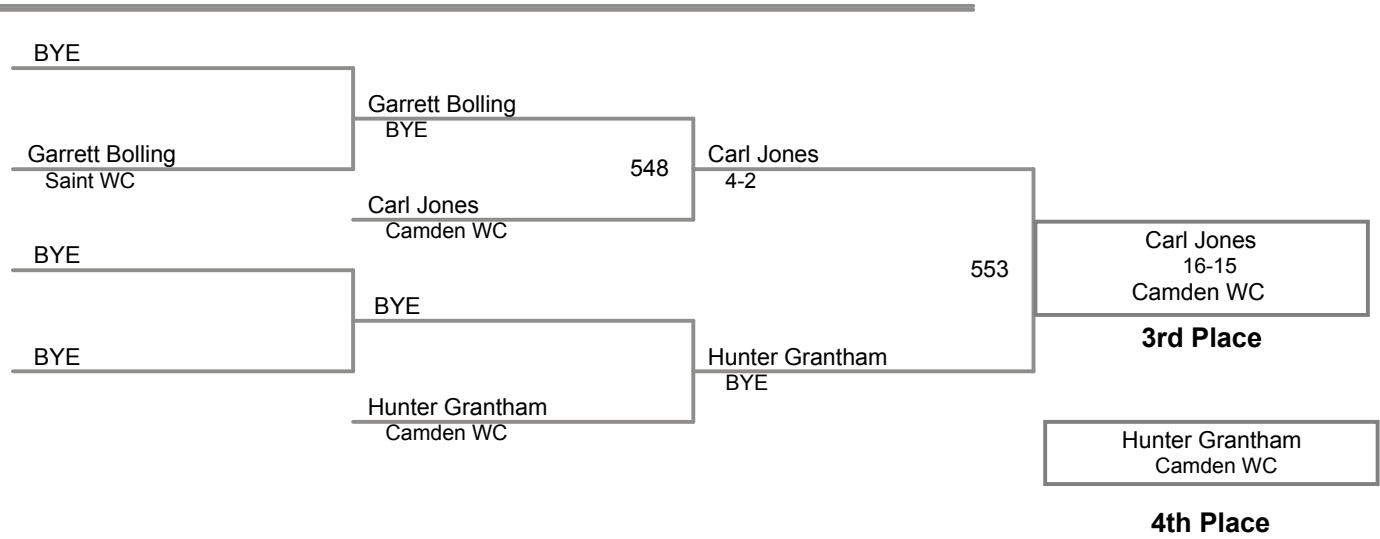 BYE
Garrett Bolling
BYE
Garrett Bolling
Saint WC
548
Carl Jones
4-2
Carl Jones
Camden WC
BYE
553
Carl Jones
16-15
Camden WC
3rd Place
BYE
BYE
Hunter Grantham
BYE
Hunter Grantham
Camden WC
Hunter Grantham
Camden WC
4th Place